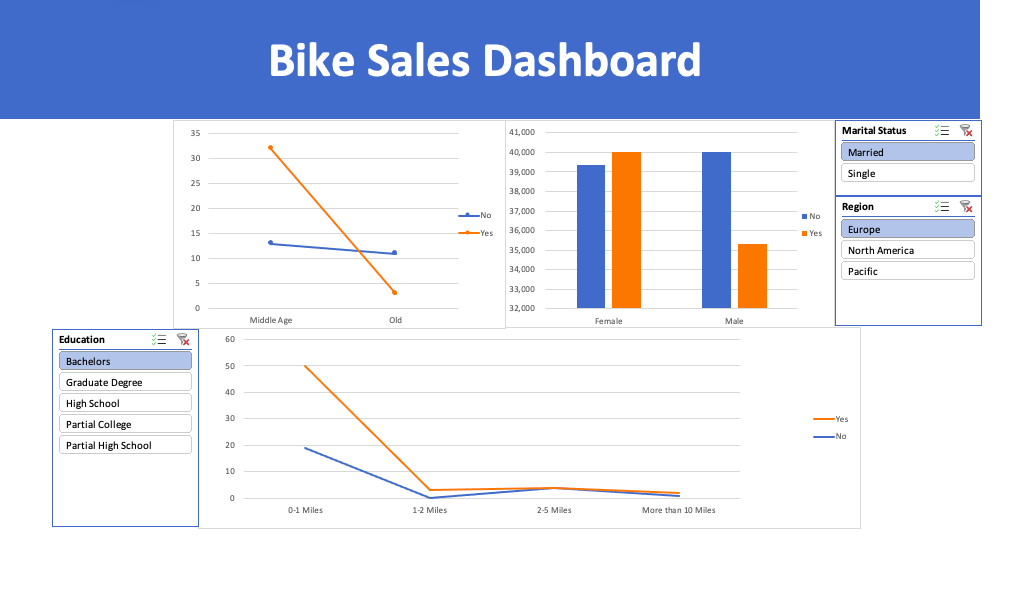 Bike Sales Dashboard
35
30
25
20
15
10
5
0
Middle Age Old
No
Yes
41,000
40,000
39,000
38,000
37,000
36,000
35,000
34,000
33,000
32,000
Female Male
No
Yes
Marital Status
Married
Single
Region
Europe
North America
Pacific
Education
Bachelors
Graduate Degree
High School
Partial College
Partial High School
60
50
40
30
20
10
0
0-1 Miles 1-2 Miles 2-5 Miles More than 10 Miles
Yes
No